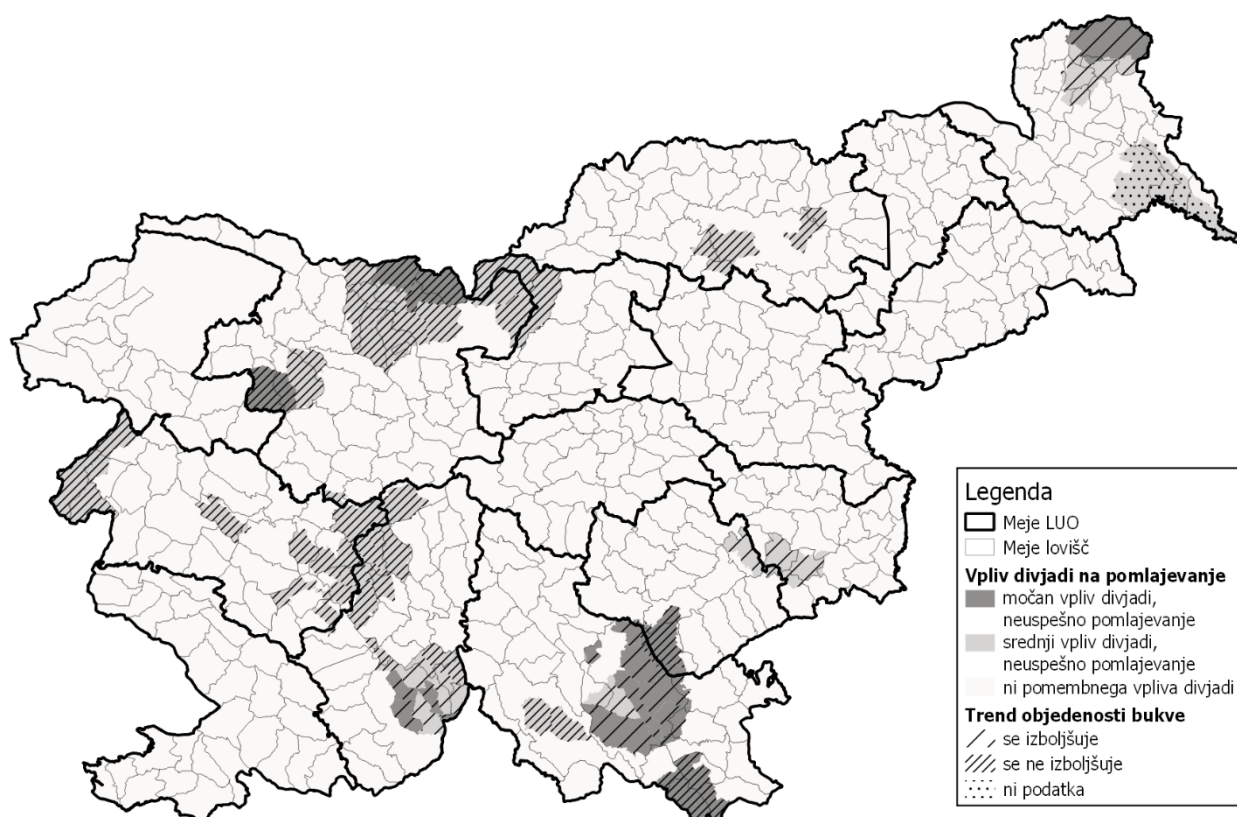 Legenda
Meje LUO
Meje lovišč
Vpliv divjadi na pomlajevanje
močan vpliv divjadi,
neuspešno pomlajevanje
srednji vpliv divjadi,
neuspešno pomlajevanje
ni pomembnega vpliva divjadi
Trend objedenosti bukve
se izboljšuje
se ne izboljšuje
ni podatka